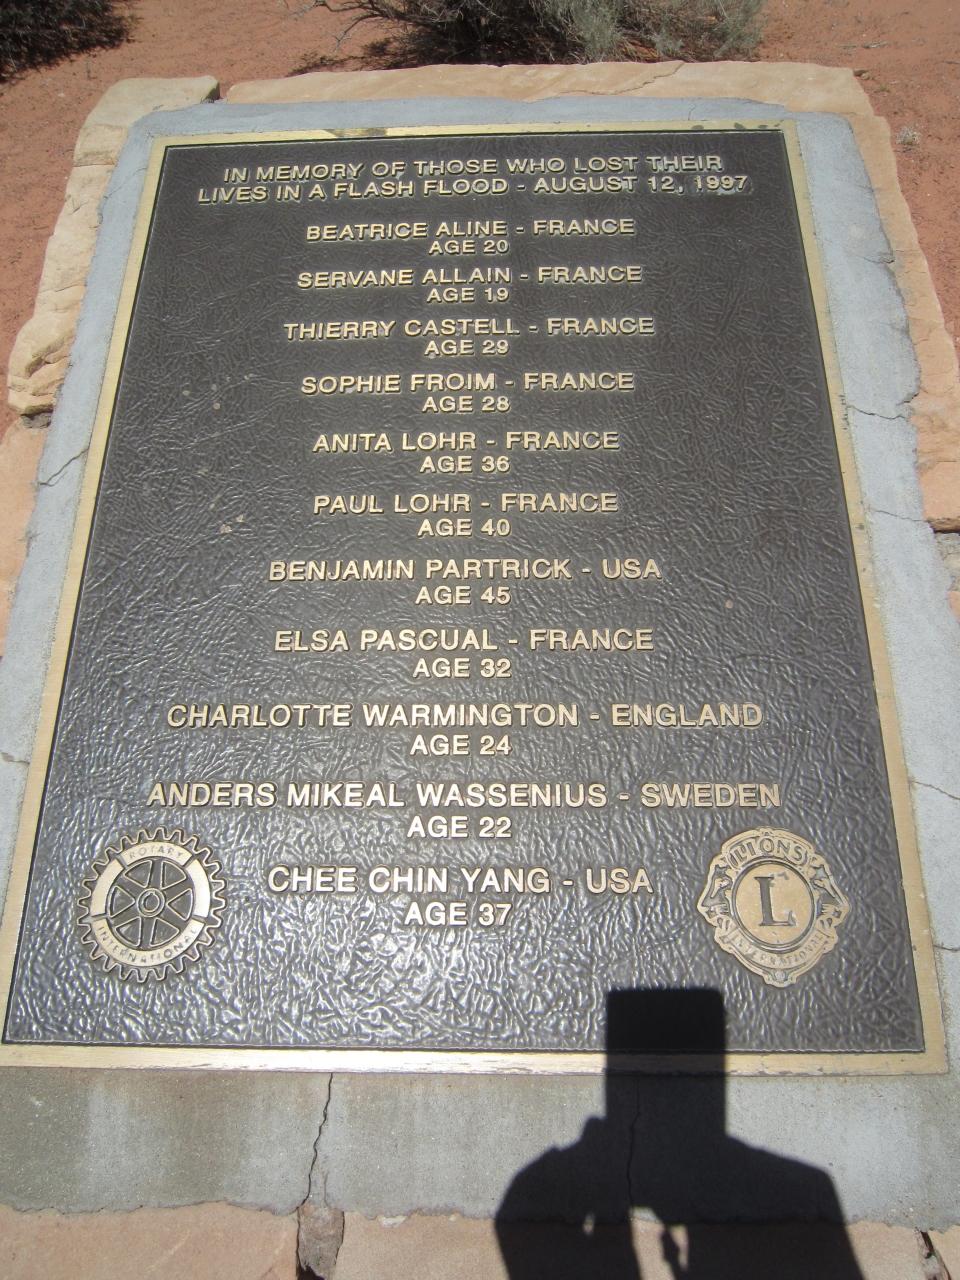 IN MEMORY OF THOSE WHO LOST THEIR
LIVES IN A FLASH FLOOD - AUGUST 12, 1997
BEATRICE ALINE - FRANCE
AGE 20
SERVANE ALLAIN - FRANCE
AGE 19
THIERRY CASTELL - FRANCE
AGE 29
SOPHIE FROIM - FRANCE
AGE 28
ANITA LOHR - FRANCE
AGE 36
PAUL LOHR - FRANCE
AGE 40
BENJAMIN PARTRICK - USA
AGE 45
ELSA PASCUAL - FRANCE
AGE 32
CHARLOTTE WARMINGTON - ENGLAND
AGE 24
ANDERS MIKEAL WASSENIUS - SWEDEN
AGE 22
CHEE CHIN YANG - USA
AGE 37
ROTARY
INTERNATIONAL
LIONS
L
INTERNATIONAL